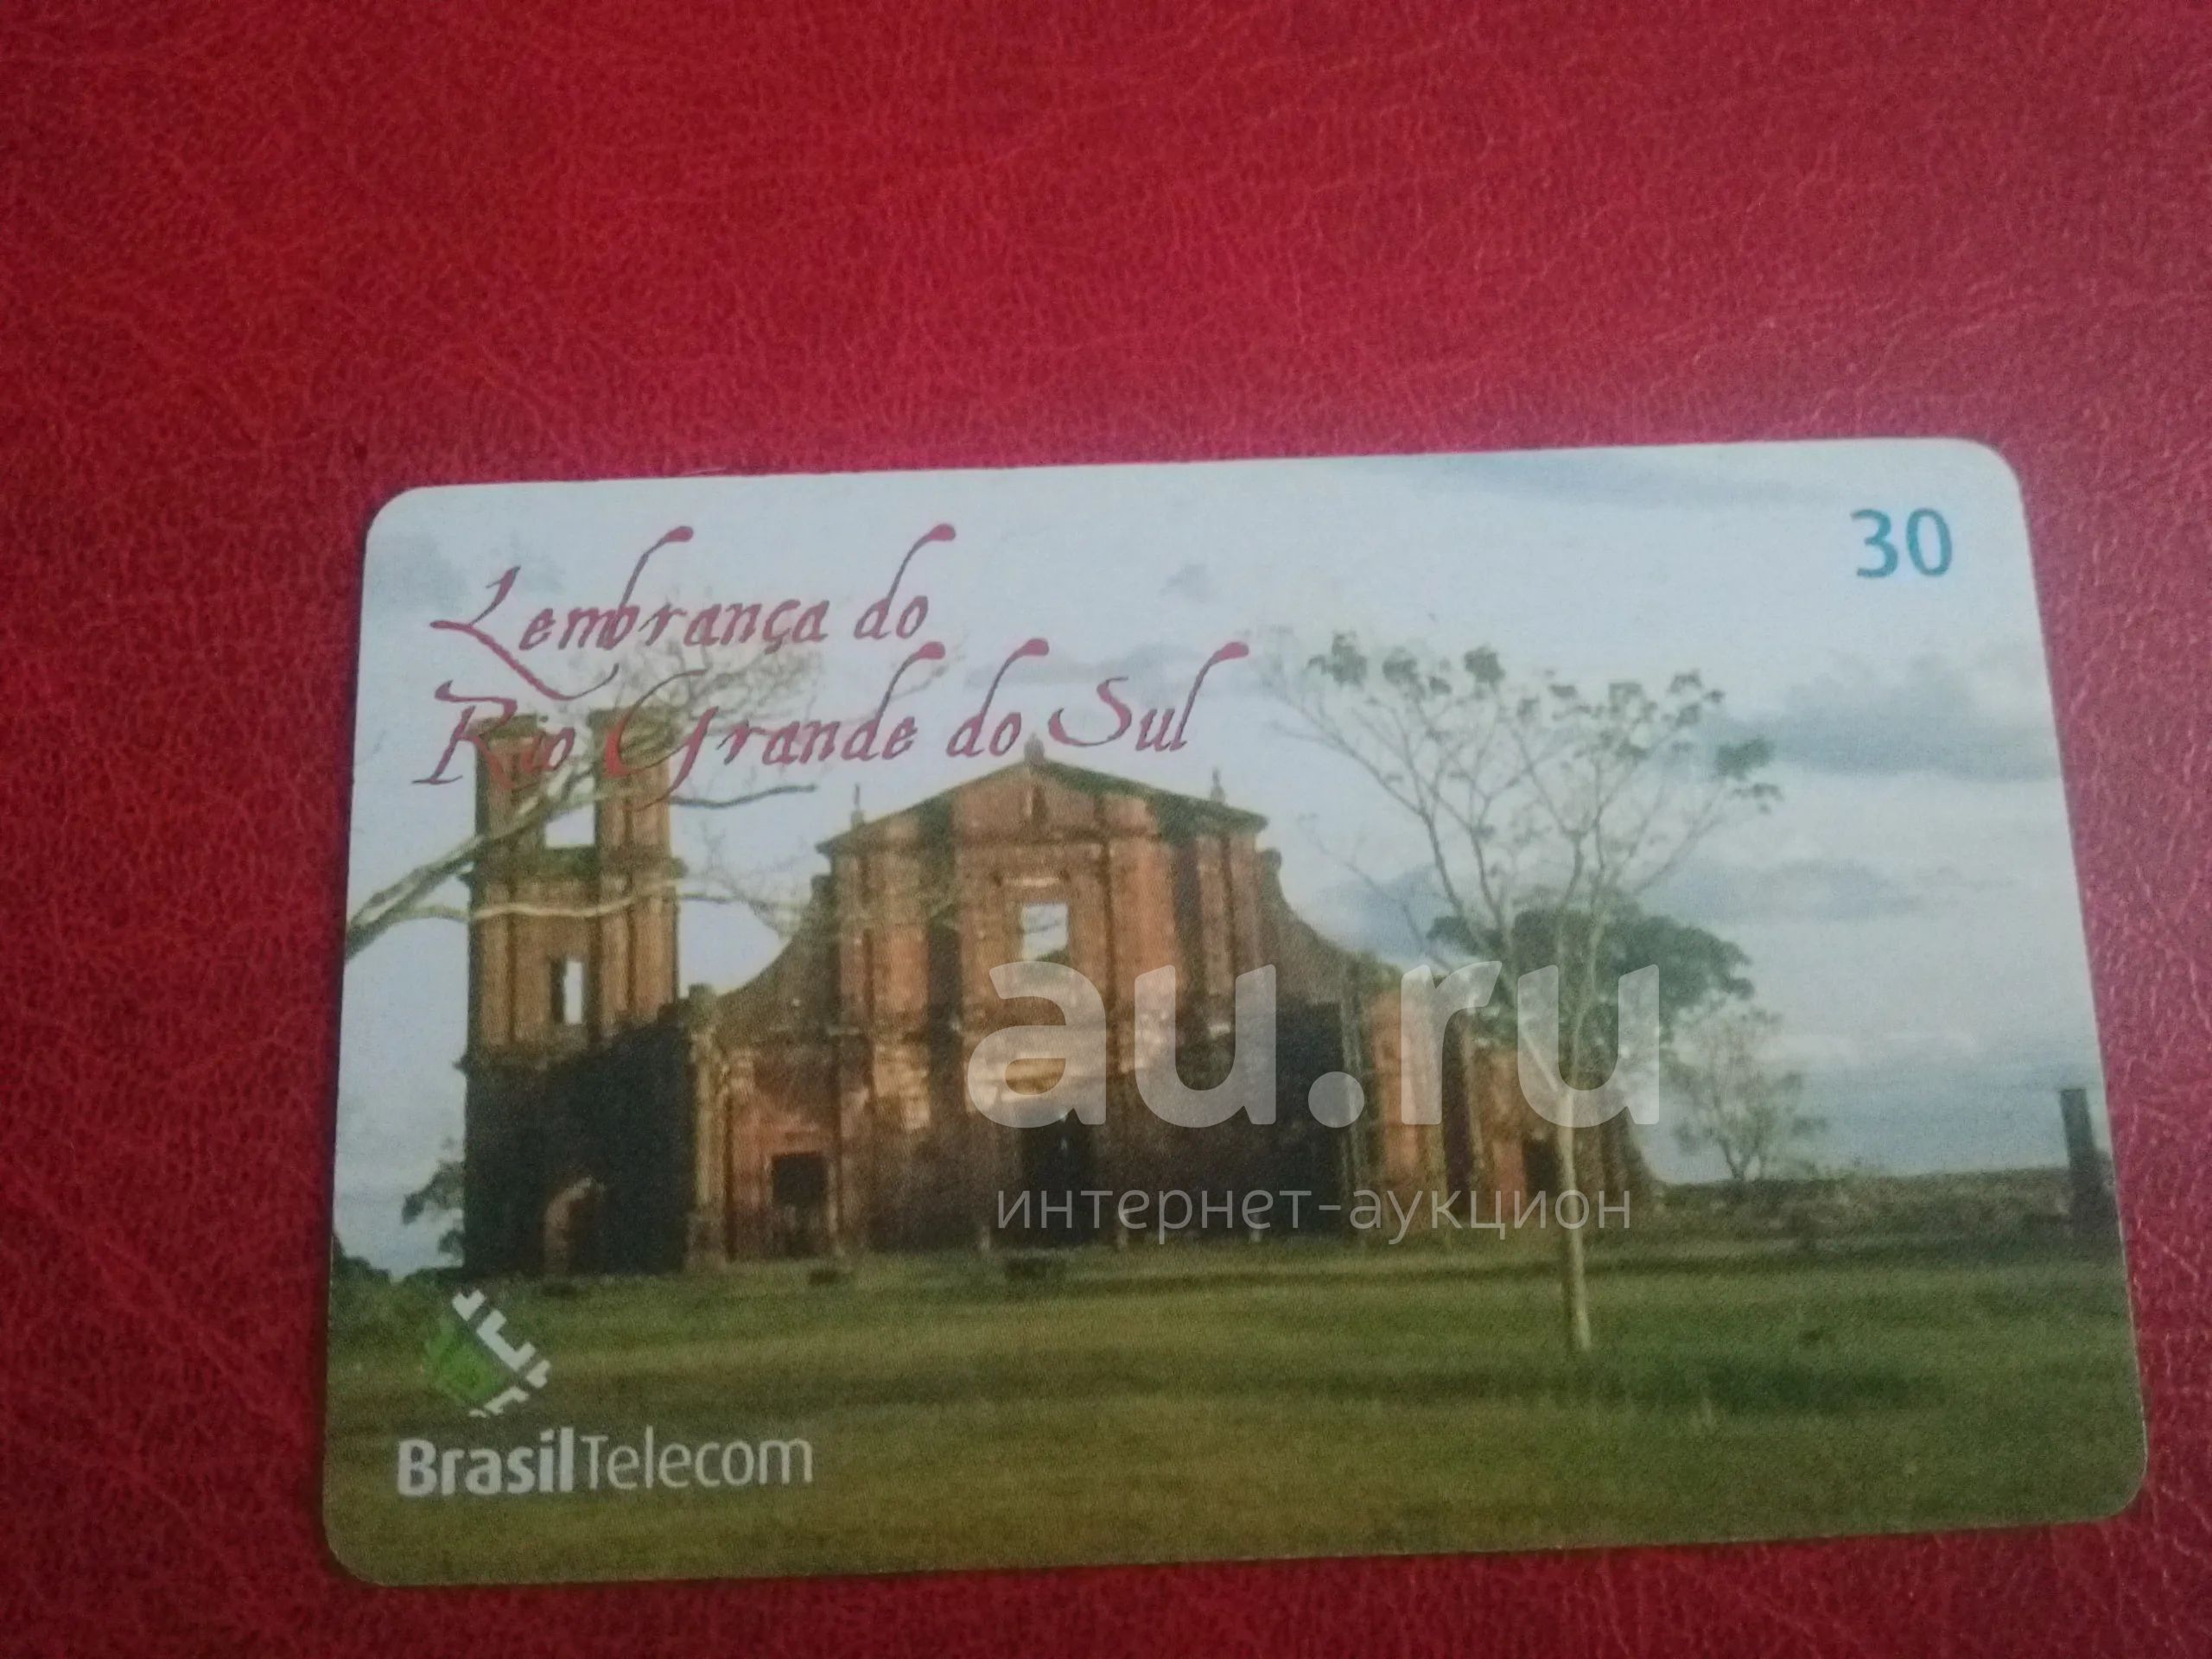 30
Lembrança do
Rio Grande do Sul
au.ru
интернет-аукцион
BrasilTelecom